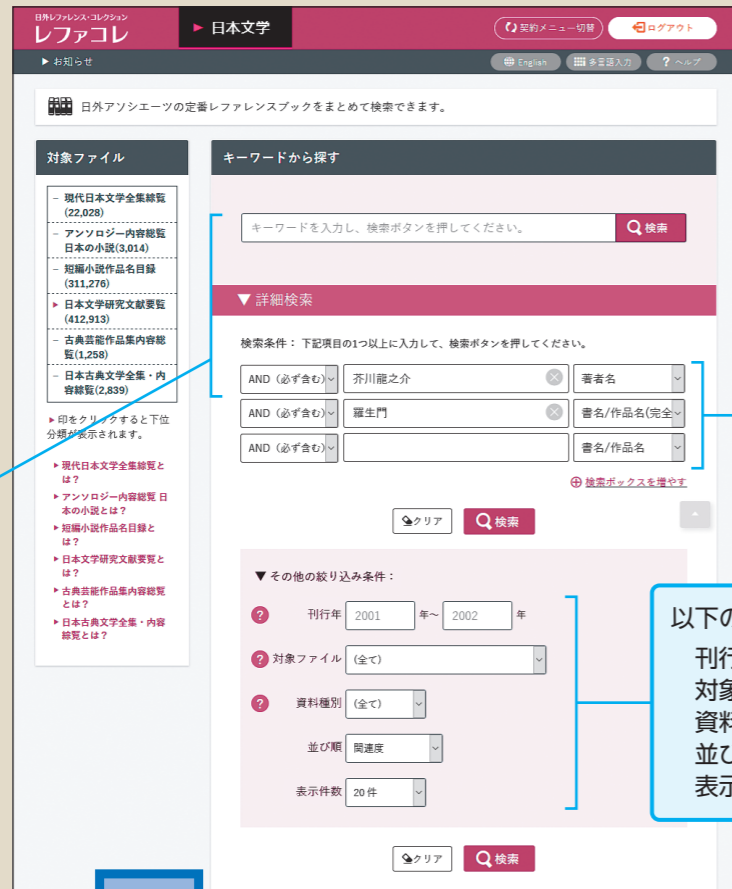 日外レファレンス・コレクション
レファコレ
▶ 日本文学
契約メニュー切替
ログアウト
▶ お知らせ
English
多言語入力
? ヘルプ
日外アソシエーツの定番レファレンスブックをまとめて検索できます。
対象ファイル
－ 現代日本文学全集綜覧
(22,028)
－ アンソロジー内容総覧
日本の小説(3,014)
－ 短編小説作品名目録
(311,276)
▶ 日本文学研究文献要覧
(412,913)
－ 古典芸能作品集内容総
覧(1,258)
－ 日本古典文学全集・内
容綜覧(2,839)
▶印をクリックすると下位
分類が表示されます。
▶ 現代日本文学全集綜覧と
は？
▶ アンソロジー内容総覧 日
本の小説とは？
▶ 短編小説作品名目録と
は？
▶ 日本文学研究文献要覧と
は？
▶ 古典芸能作品集内容総覧
とは？
▶ 日本古典文学全集・内容
綜覧とは？
キーワードから探す
キーワードを入力し、検索ボタンを押してください。
検索
▼ 詳細検索
検索条件： 下記項目の1つ以上に入力して、検索ボタンを押してください。
AND（必ず含む） 芥川龍之介 著者名
AND（必ず含む） 羅生門 書名/作品名(完全
AND（必ず含む） 書名/作品名
⊕ 検索ボックスを増やす
クリア 検索
▼ その他の絞り込み条件：
? 刊行年 2001 年～ 2002 年
? 対象ファイル (全て)
? 資料種別 (全て)
並び順 関連度
表示件数 20 件
クリア 検索
以下の
刊行
対象
資料
並び
表示